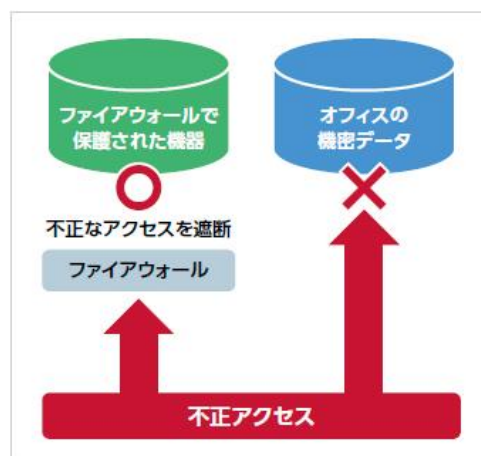 ファイアウォールで
保護された機器
オフィスの
機密データ
不正なアクセスを遮断
ファイアウォール
不正アクセス